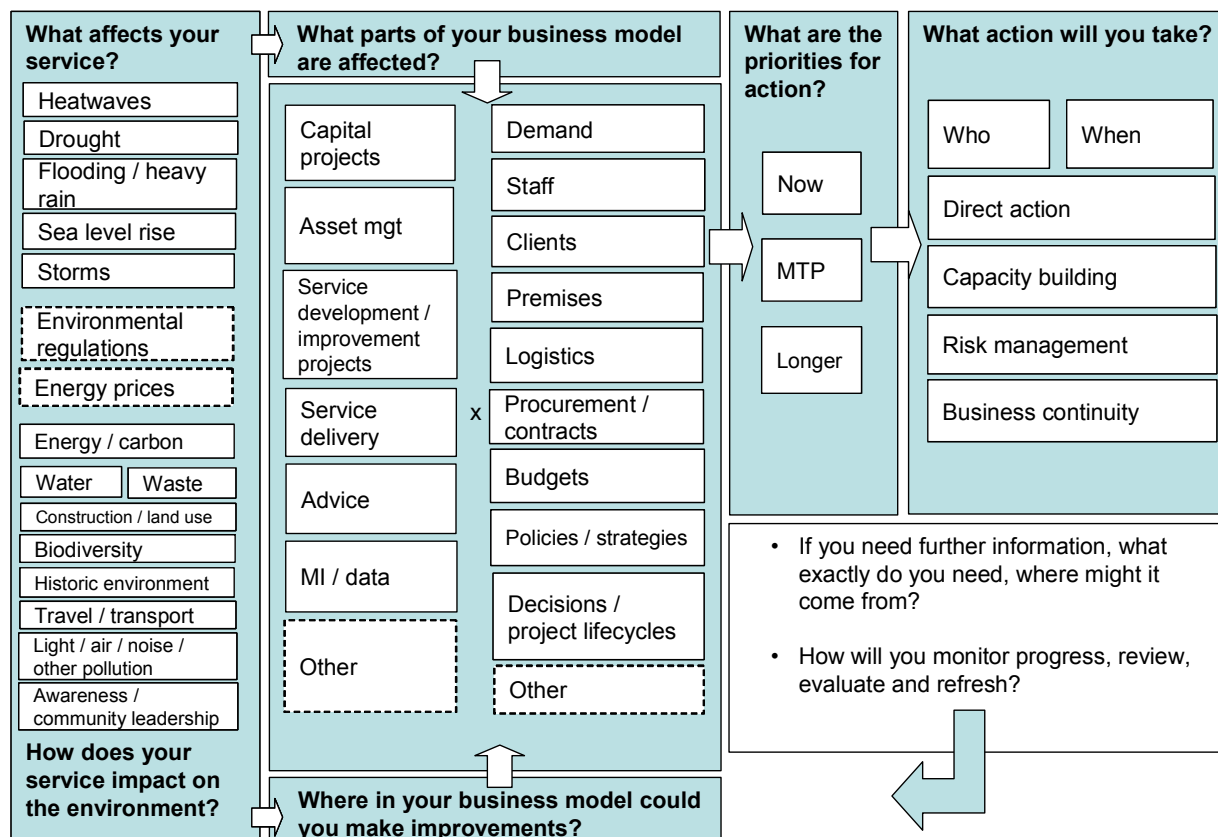 What affects your
service?
Heatwaves
Drought
Flooding / heavy
rain
Sea level rise
Storms
Environmental
regulations
Energy prices
Energy / carbon
Water
Waste
Construction / land use
Biodiversity
Historic environment
Travel / transport
Light / air / noise /
other pollution
Awareness /
community leadership
How does your
service impact on
the environment?
What parts of your business model
are affected?
Capital
projects
Asset mgt
Service
development /
improvement
projects
Service
delivery
Advice
MI / data
Other
x
Demand
Staff
Clients
Premises
Logistics
Procurement /
contracts
Budgets
Policies / strategies
Decisions /
project lifecycles
Other
Where in your business model could
you make improvements?
What are the
priorities for
action?
Now
MTP
Longer
What action will you take?
Who
When
Direct action
Capacity building
Risk management
Business continuity
• If you need further information, what
exactly do you need, where might it
come from?
• How will you monitor progress, review,
evaluate and refresh?